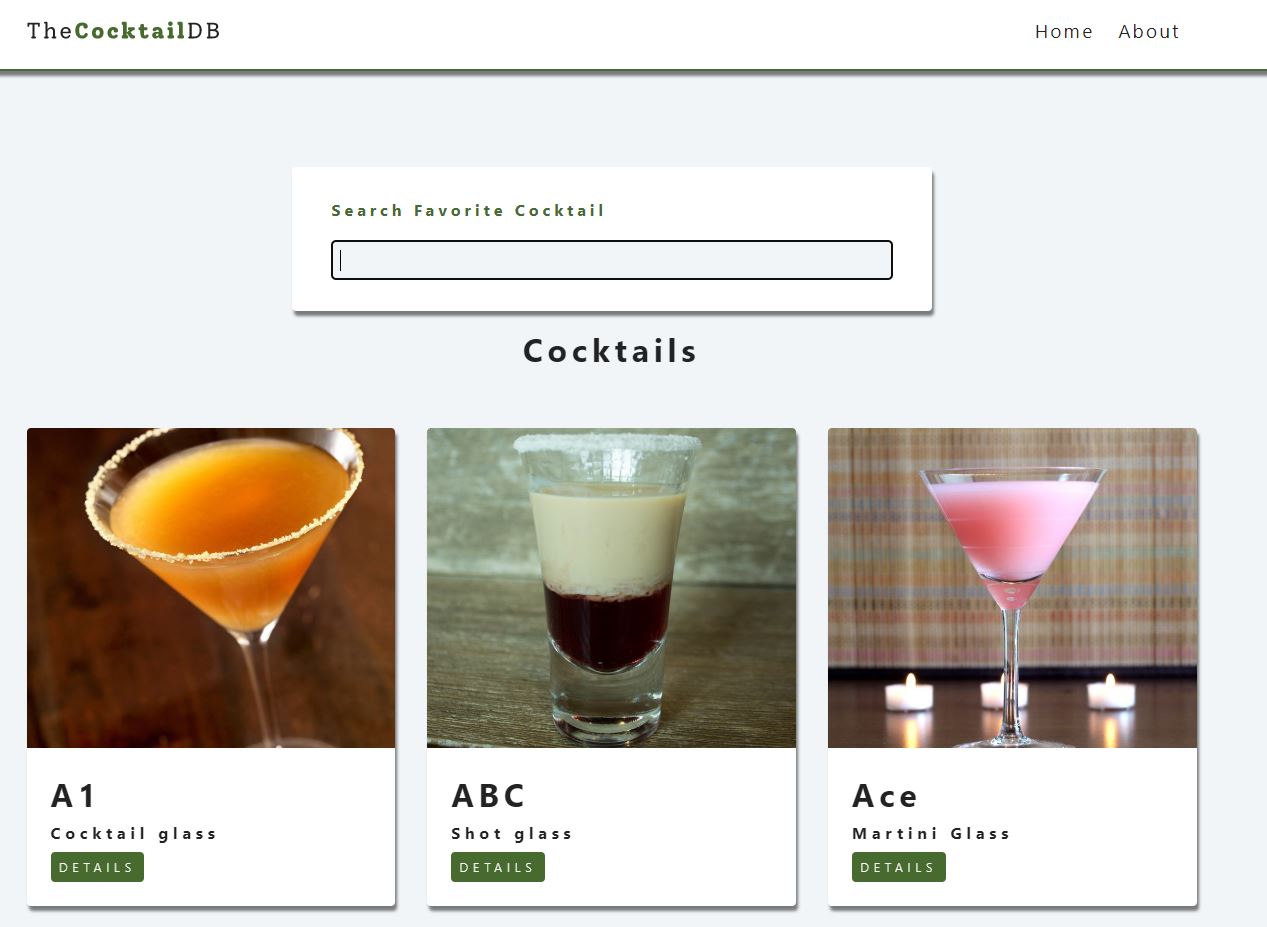 TheCocktailDB
Home About
Search Favorite Cocktail
Cocktails
A1
Cocktail glass
DETAILS
ABC
Shot glass
DETAILS
Ace
Martini Glass
DETAILS